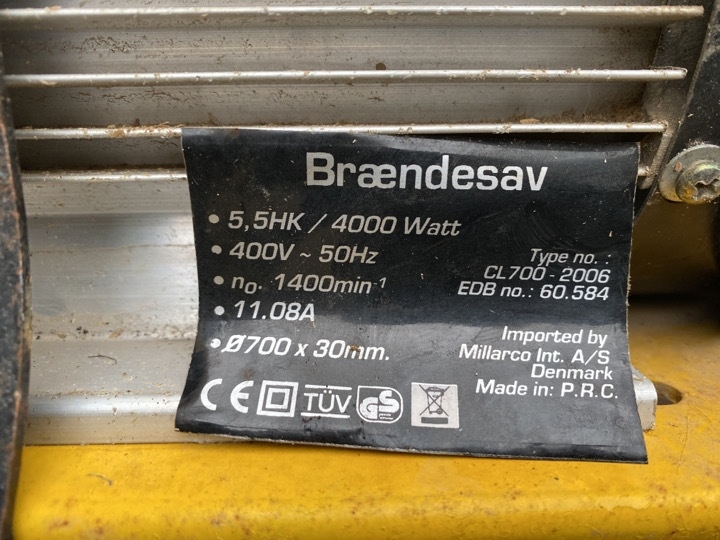 Brændesav
• 5,5HK / 4000 Watt
• 400V ~ 50Hz
• n₀. 1400min⁻¹
• 11.08A
• Ø700 x 30mm.
Type no. :
CL700 - 2006
EDB no.: 60.584
Imported by
Millarco Int. A/S
Denmark
Made in: P.R.C.
CE TÜV GS